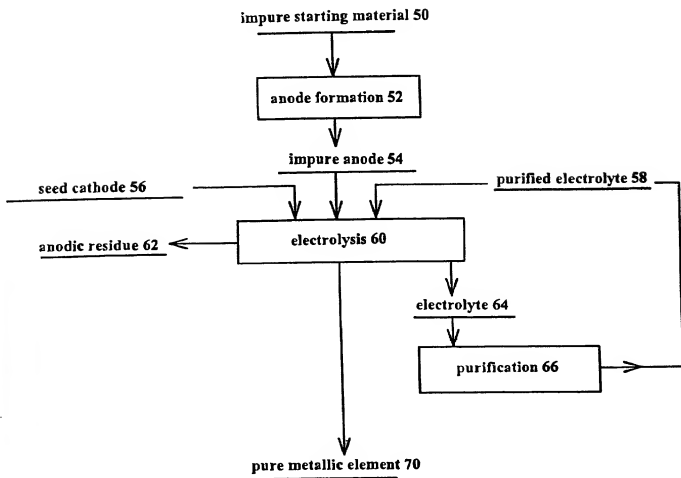 impure starting material 50
anode formation 52
impure anode 54
seed cathode 56
purified electrolyte 58
anodic residue 62
electrolysis 60
electrolyte 64
purification 66
pure metallic element 70